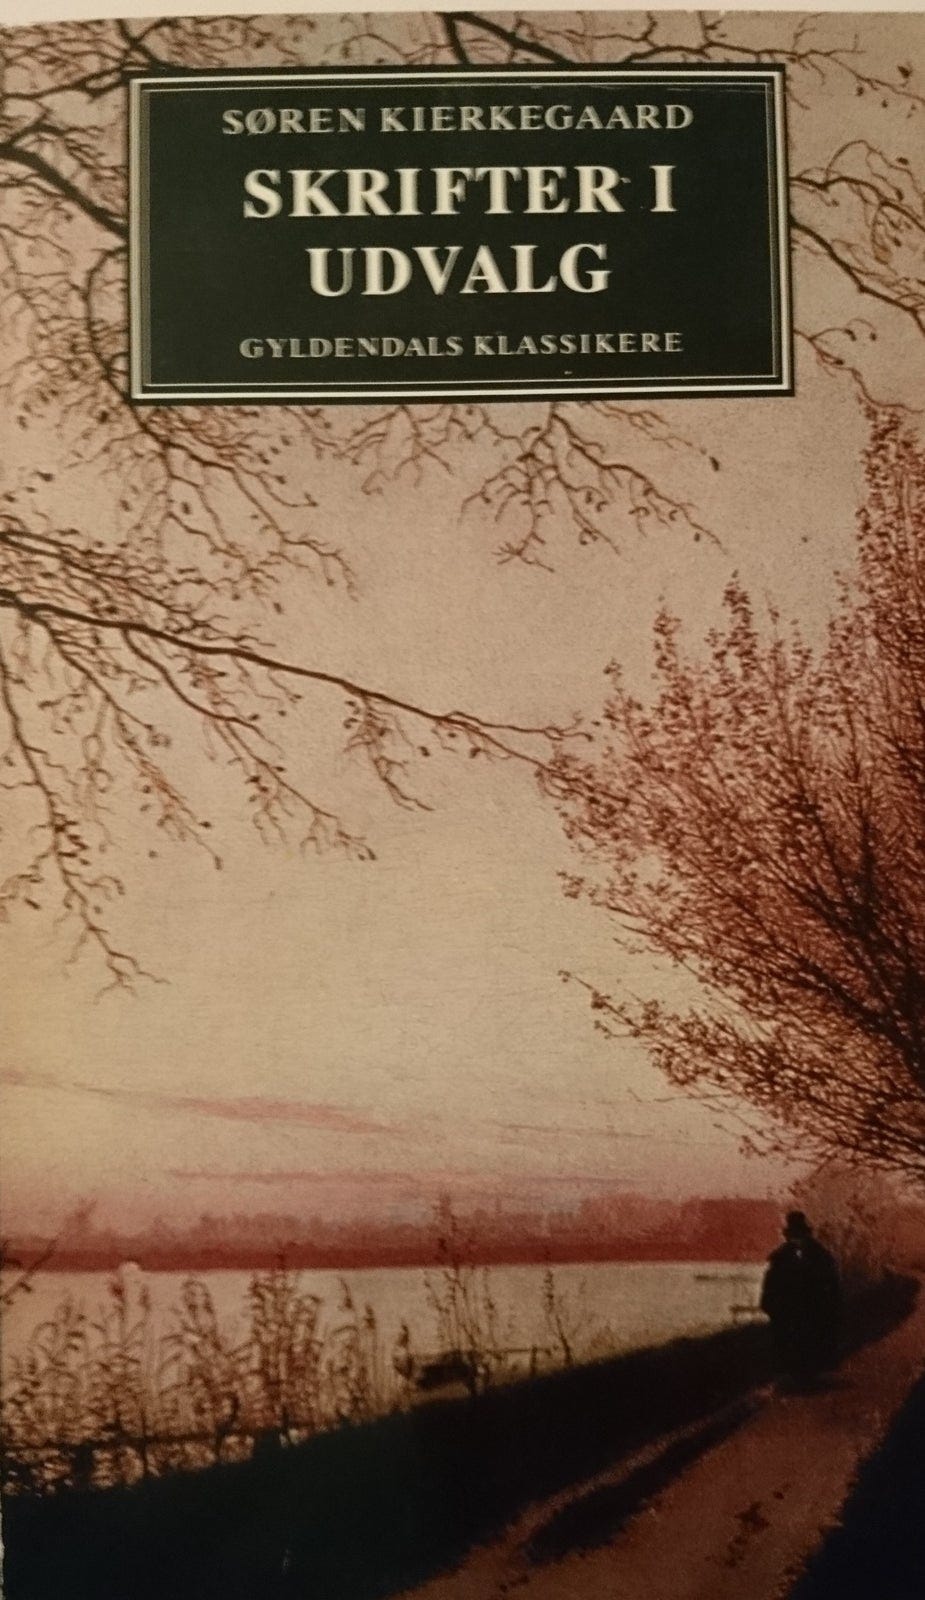 SØREN KIERKEGAARD
SKRIFTER I
UDVALG
GYLDENDALS KLASSIKERE